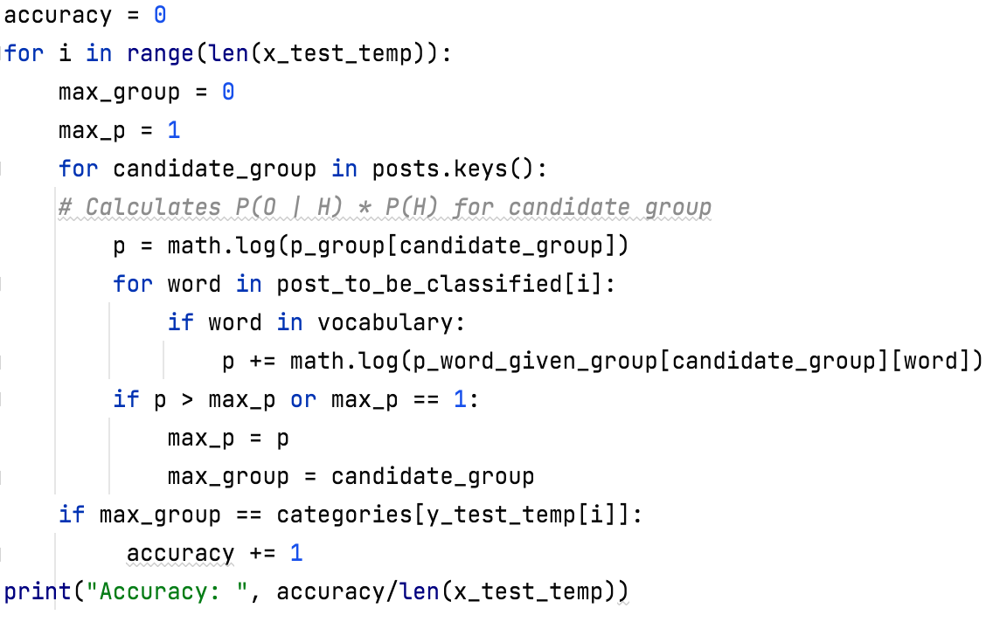 accuracy = 0
for i in range(len(x_test_temp)):
    max_group = 0
    max_p = 1
    for candidate_group in posts.keys():
    # Calculates P(O | H) * P(H) for candidate group
        p = math.log(p_group[candidate_group])
        for word in post_to_be_classified[i]:
            if word in vocabulary:
                p += math.log(p_word_given_group[candidate_group][word])
        if p > max_p or max_p == 1:
            max_p = p
            max_group = candidate_group
    if max_group == categories[y_test_temp[i]]:
         accuracy += 1
print("Accuracy: ", accuracy/len(x_test_temp))